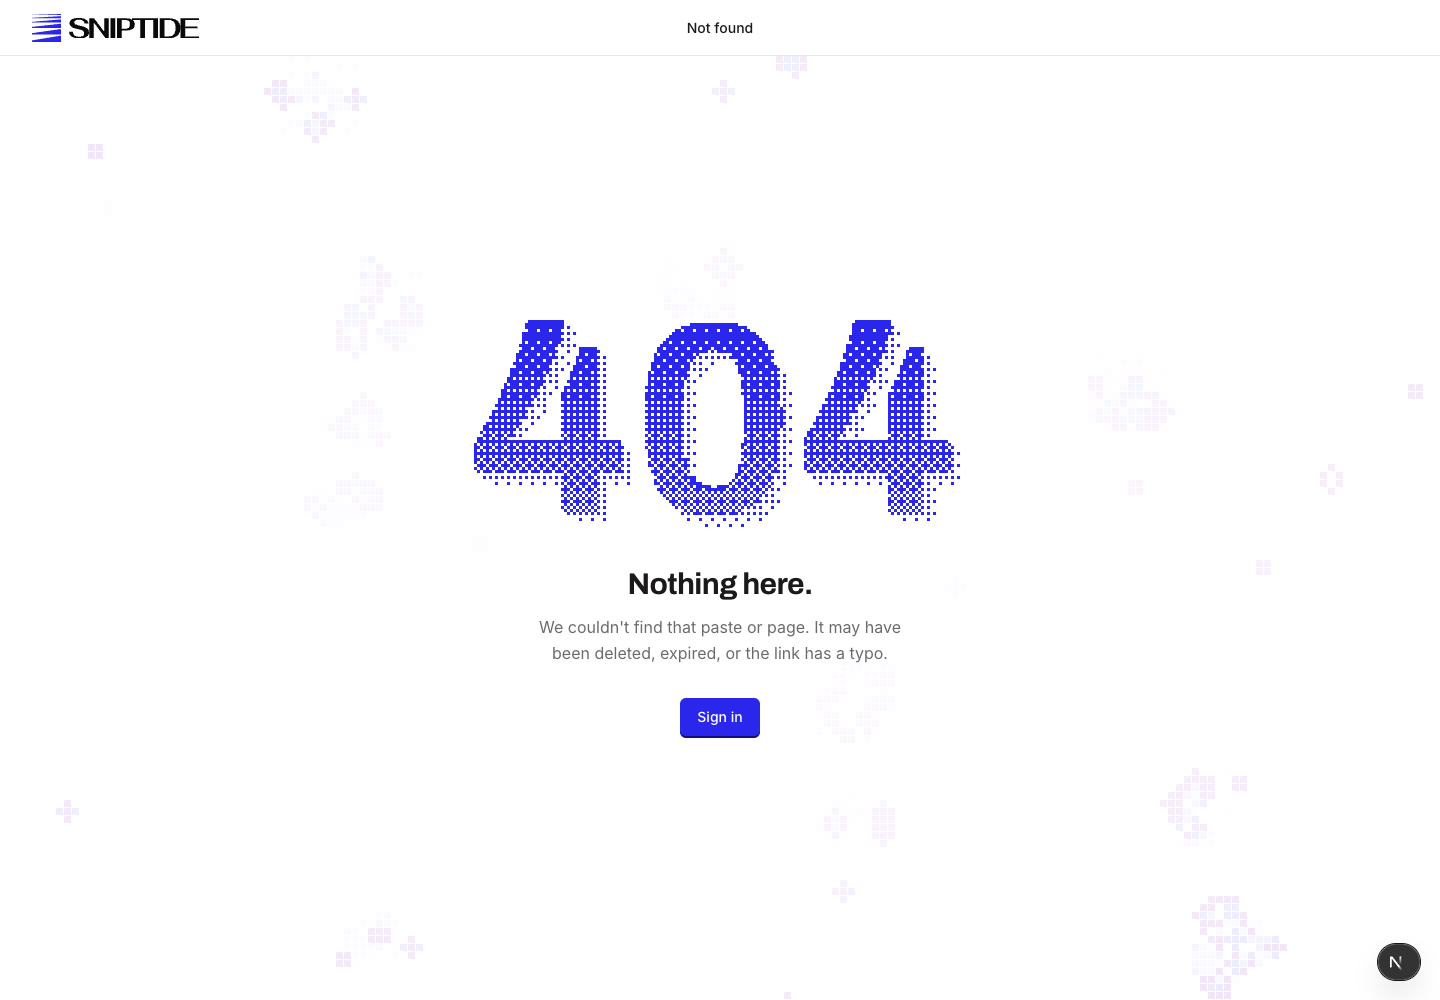 SNIPTIDE
Not found
404
Nothing here.
We couldn't find that paste or page. It may have
been deleted, expired, or the link has a typo.
Sign in
N